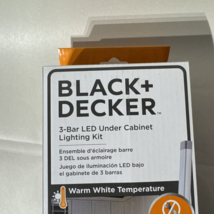 BLACK+
DECKER™
3-Bar LED Under Cabinet
Lighting Kit
Ensemble d'éclairage barre
3 DEL sous armoire
Juego de iluminación LED bajo
el gabinete de 3 barras
Warm White Temperature